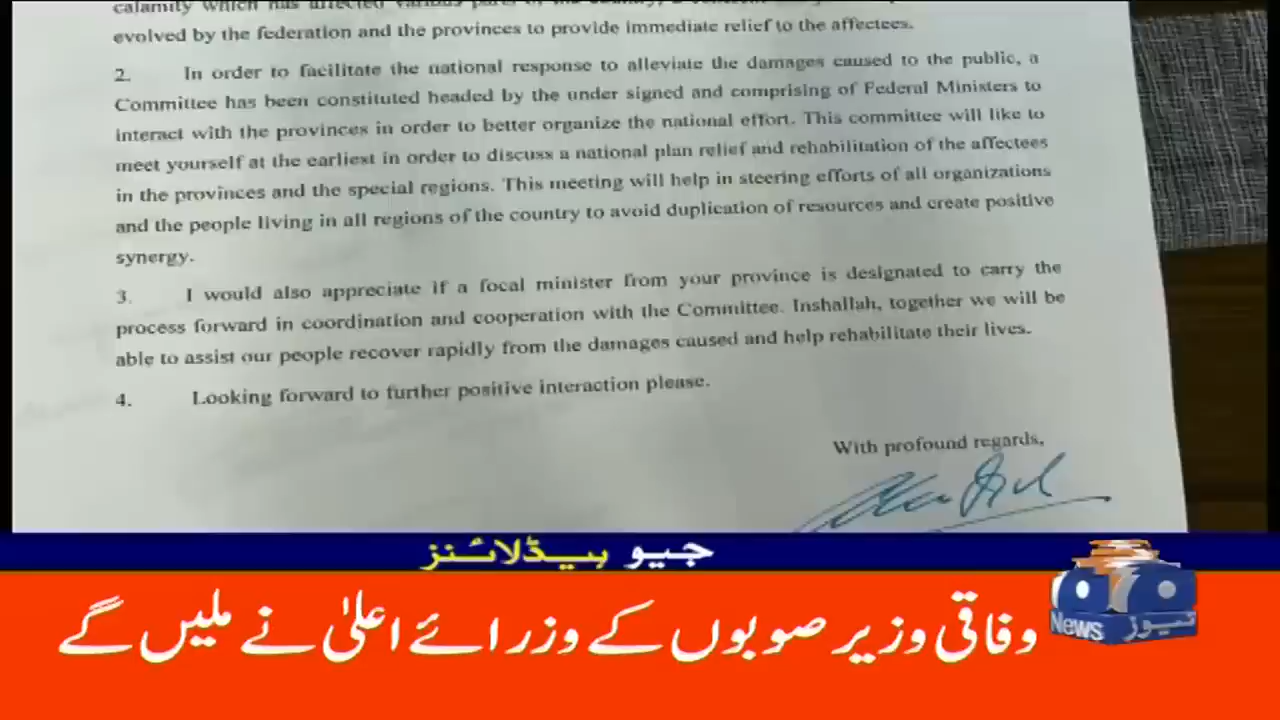 calamity which has affected various
evolved by the federation and the provinces to provide immediate relief to the affectees.
2. In order to facilitate the national response to alleviate the damages caused to the public, a
Committee has been constituted headed by the under signed and comprising of Federal Ministers to
interact with the provinces in order to better organize the national effort. This committee will like to
meet yourself at the earliest in order to discuss a national plan relief and rehabilitation of the affectees
in the provinces and the special regions. This meeting will help in steering efforts of all organizations
and the people living in all regions of the country to avoid duplication of resources and create positive
synergy.
3. I would also appreciate if a focal minister from your province is designated to carry the
process forward in coordination and cooperation with the Committee. Inshallah, together we will be
able to assist our people recover rapidly from the damages caused and help rehabilitate their lives.
4. Looking forward to further positive interaction please.
With profound regards,
جیو ہیڈلائنز
وفاقی وزیر صوبوں کے وزرائے اعلیٰ نے ملیں گے
News نیوز